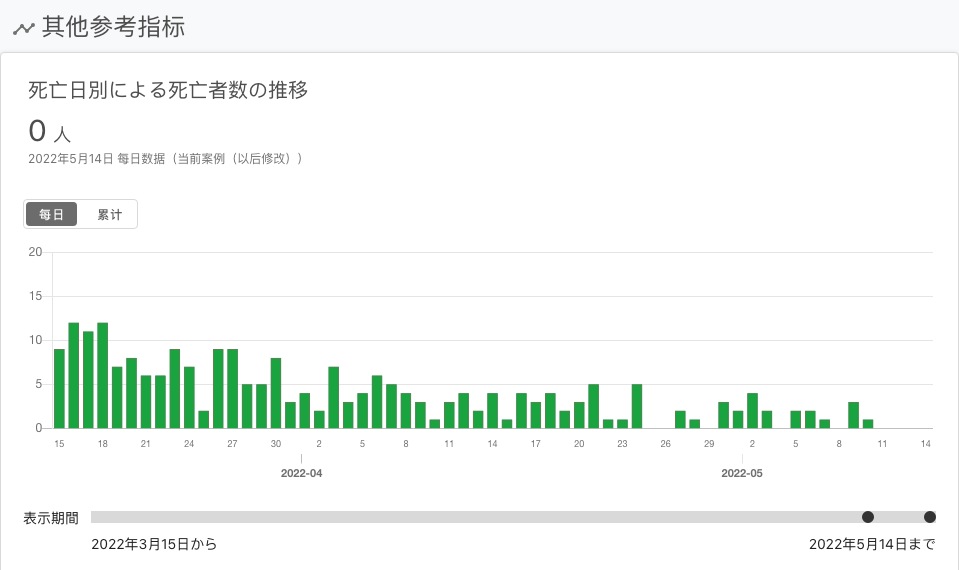 其他参考指标
死亡日別による死亡者数の推移
0 人
2022年5月14日 每日数据（当前案例（以后修改））
每日 累计
20
15
10
5
0
15 18 21 24 27 30 2 5 8 11 14 17 20 23 26 29 2 5 8 11 14
2022-04 2022-05
表示期間
2022年3月15日から 2022年5月14日まで